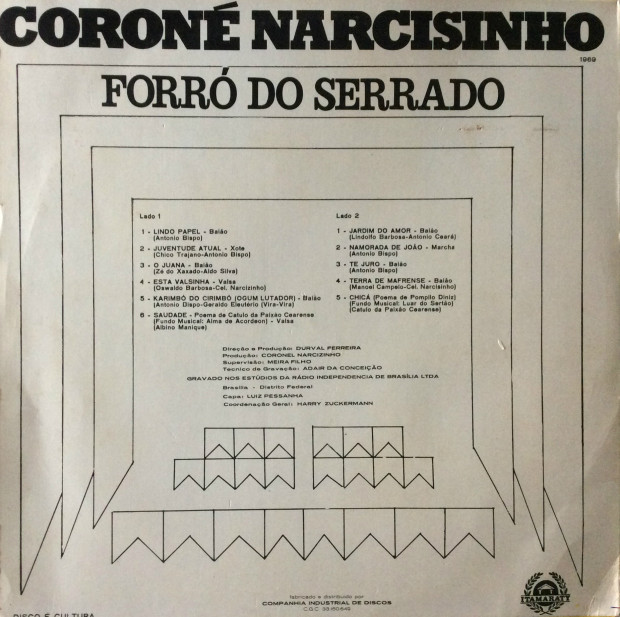 CORONÉ NARCISINHO
1969
FORRÓ DO SERRADO
Lado 1
1 - LINDO PAPEL - Baião
(Antonio Bispo)
2 - JUVENTUDE ATUAL - Xote
(Chico Trajano-Antonio Bispo)
3 - O JUANA - Baião
(Zé do Xaxado-Aldo Silva)
4 - ESTA VALSINHA - Valsa
(Oswaldo Barbosa-Cel. Narcizinho)
5 - KARIMBÓ DO CIRIMBÓ (OGUM LUTADOR) - Baião
(Antonio Dispo-Geraldo Eleutério (Vira-Vira)
6 - SAUDADE - Poema de Catulo da Paixão Cearense
(Fundo Musical: Alma de Acordeon) - Valsa
(Albino Manique)
Lado 2
1 - JARDIM DO AMOR - Baião
(Lindolfo Barbosa-Antonio Ceará)
2 - NAMORADA DE JOÃO - Marcha
(Antonio Bispo)
3 - TE JURO - Baião
(Antonio Bispo)
4 - TERRA DE MAFRENSE - Baião
(Manoel Campelo-Cel. Narcisinho)
5 - CHICÁ (Poema de Pompilo Diniz)
(Fundo Musical: Luar do Sertão)
(Catulo da Paixão Cearense)
Direção e Produção: DURVAL FERREIRA
Produção: CORONEL NARCIZINHO
Supervisão: MEIRA FILHO
Tecnico de Gravação: ADAIR DA CONCEIÇÃO
GRAVADO NOS ESTÚDIOS DA RÁDIO INDEPENDENCIA DE BRASÍLIA LTDA
Brasilia - Distito Federal
Capa: LUIZ PESSANHA
Coordenação Geral: HARRY ZUCKERMANN
fabricado e distribuido por
COMPANHIA INDUSTRIAL DE DISCOS
C.G.C.
ITAMARATY
DISCO É CULTURA